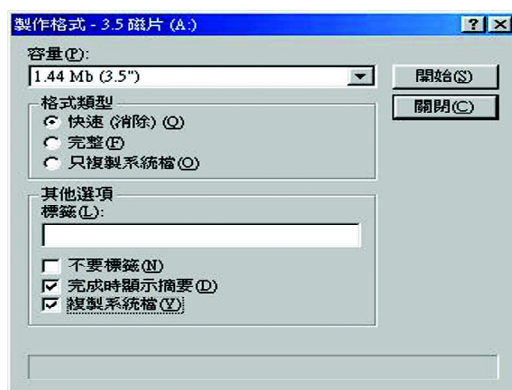 製作格式 - 3.5 磁片 (A:)
容量(P):
1.44 Mb (3.5")
開始(S)
關閉(C)
格式類型
快速 (消除) (Q)
完整(F)
只複製系統檔(O)
其他選項
標籤(L):
不要標籤(N)
完成時顯示摘要(D)
複製系統檔(Y)